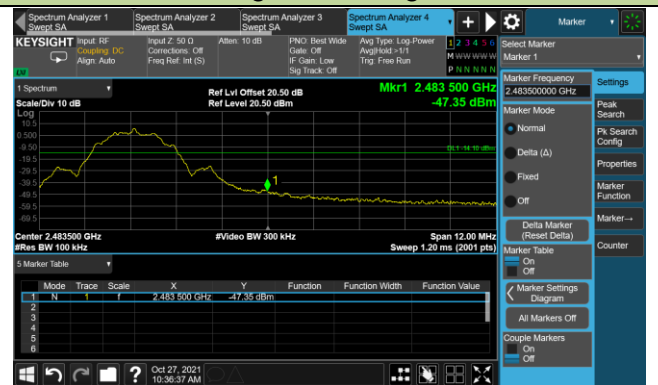 Spectrum Analyzer 1
Swept SA
Spectrum Analyzer 2
Swept SA
Spectrum Analyzer 3
Swept SA
Spectrum Analyzer 4
Swept SA
Marker
KEYSIGHT
Input: RF
Coupling: DC
Align: Auto
Input Z: 50 Ω
Corrections: Off
Freq Ref: Int (S)
Atten: 10 dB
PNO: Best Wide
Gate: Off
IF Gain: Low
Sig Track: Off
Avg Type: Log-Power
Avg|Hold:>1/1
Trig: Free Run
1 2 3 4 5 6
M W W W W W
P N N N N N
Select Marker
Marker 1
Marker Frequency
2.483500000 GHz
Settings
Peak
Search
Pk Search
Config
Properties
Marker
Function
Marker→
Counter
Marker Mode
Normal
Delta (Δ)
Fixed
Off
Delta Marker
(Reset Delta)
Marker Table
On
Off
Marker Settings
Diagram
All Markers Off
Couple Markers
On
Off
1 Spectrum
Scale/Div 10 dB
Log
Ref Lvl Offset 20.50 dB
Ref Level 20.50 dBm
Mkr1 2.483 500 GHz
-47.35 dBm
10.5
0.500
-9.50
-19.5
-29.5
-39.5
-49.5
-59.5
-69.5
DL1 -14.10 dBm
1
Center 2.483500 GHz
#Res BW 100 kHz
#Video BW 300 kHz
Span 12.00 MHz
Sweep 1.20 ms (2001 pts)
5 Marker Table
Mode Trace Scale X Y Function Function Width Function Value
1 N 1 f 2.483 500 GHz -47.35 dBm
2
3
4
5
6
?
Oct 27, 2021
10:36:37 AM